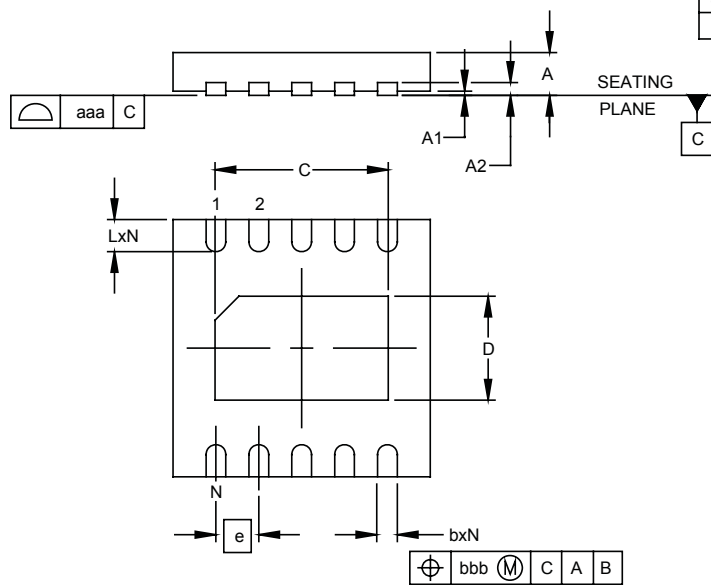 A
SEATING
PLANE
aaa C
A1
A2
C
C
1 2
LxN
D
N
e
bxN
bbb M C A B